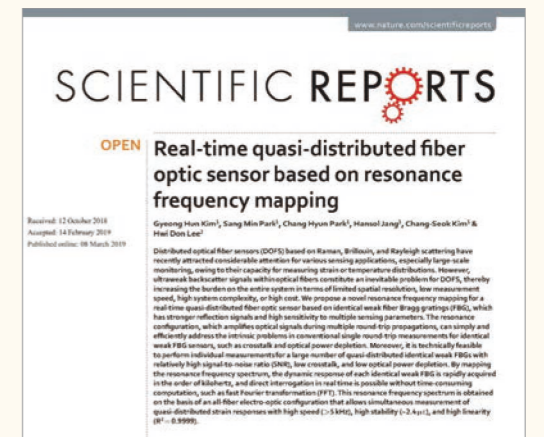 www.nature.com/scientificreports
SCIENTIFIC REPORTS
OPEN
Real-time quasi-distributed fiber
optic sensor based on resonance
frequency mapping
Received: 12 October 2018
Accepted: 14 February 2019
Published online: 08 March 2019
Gyeong Hun Kim¹, Sang Min Park¹, Chang Hyun Park¹, Hansol Jang¹, Chang-Seok Kim¹ &
Hwi Don Lee²
Distributed optical fiber sensors (DOFS) based on Raman, Brillouin, and Rayleigh scattering have
recently attracted considerable attention for various sensing applications, especially large-scale
monitoring, owing to their capacity for measuring strain or temperature distributions. However,
ultraweak backscatter signals within optical fibers constitute an inevitable problem for DOFS, thereby
increasing the burden on the entire system in terms of limited spatial resolution, low measurement
speed, high system complexity, or high cost. We propose a novel resonance frequency mapping for a
real-time quasi-distributed fiber optic sensor based on identical weak fiber Bragg gratings (FBG), which
has stronger reflection signals and high sensitivity to multiple sensing parameters. The resonance
configuration, which amplifies optical signals during multiple round-trip propagations, can simply and
efficiently address the intrinsic problems in conventional single round-trip measurements for identical
weak FBG sensors, such as crosstalk and optical power depletion. Moreover, it is technically feasible
to perform individual measurements for a large number of quasi-distributed identical weak FBGs with
relatively high signal-to-noise ratio (SNR), low crosstalk, and low optical power depletion. By mapping
the resonance frequency spectrum, the dynamic response of each identical weak FBG is rapidly acquired
in the order of kilohertz, and direct interrogation in real time is possible without time-consuming
computation, such as fast Fourier transformation (FFT). This resonance frequency spectrum is obtained
on the basis of an all-fiber electro-optic configuration that allows simultaneous measurement of
quasi-distributed strain responses with high speed (>5 kHz), high stability (~2.4 με), and high linearity
(R² ~ 0.9999).